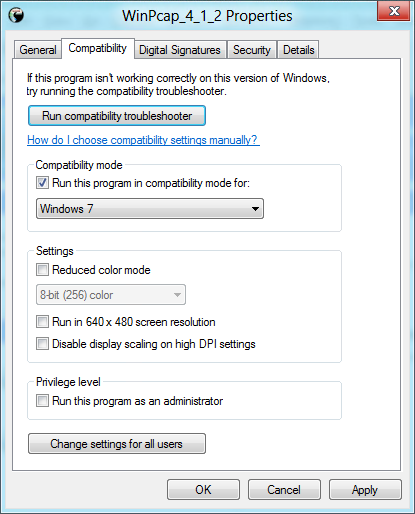 WinPcap_4_1_2 Properties
General Compatibility Digital Signatures Security Details
If this program isn't working correctly on this version of Windows,
try running the compatibility troubleshooter.
Run compatibility troubleshooter
How do I choose compatibility settings manually?
Compatibility mode
Run this program in compatibility mode for:
Windows 7
Settings
Reduced color mode
8-bit (256) color
Run in 640 x 480 screen resolution
Disable display scaling on high DPI settings
Privilege level
Run this program as an administrator
Change settings for all users
OK Cancel Apply